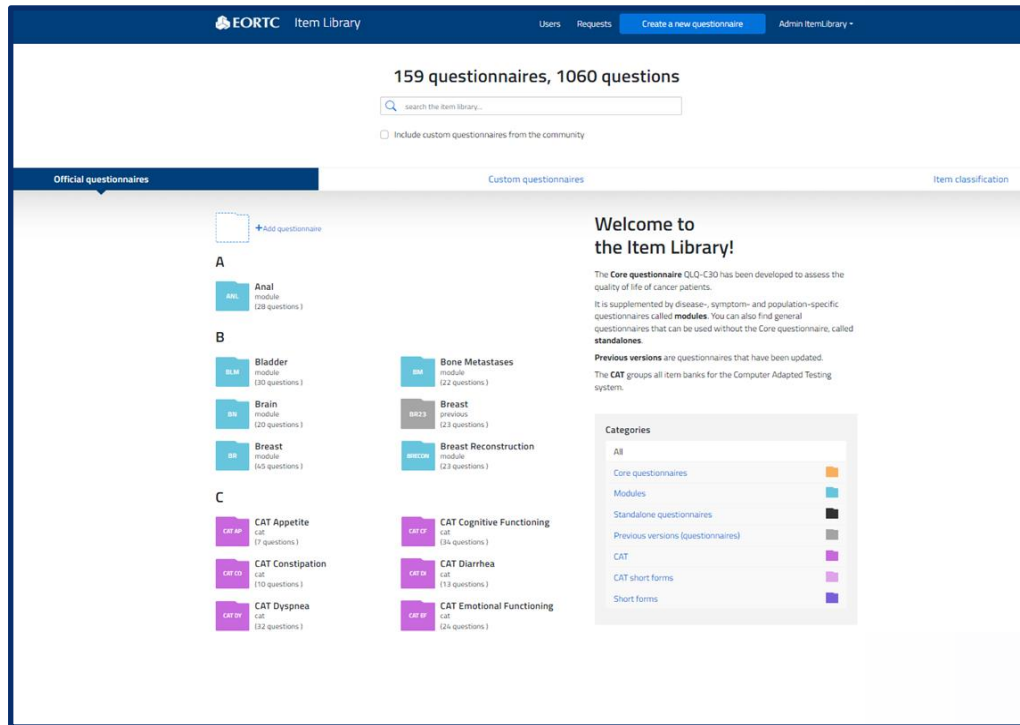 EORTC Item Library
Users Requests Create a new questionnaire Admin ItemLibrary
159 questionnaires, 1060 questions
search the item library...
Include custom questionnaires from the community
Official questionnaires Custom questionnaires Item classification
+Add questionnaire
A
ANL
Anal
module
(28 questions )
B
BLM
Bladder
module
(30 questions )
BM
Bone Metastases
module
(22 questions )
BN
Brain
module
(20 questions )
BR23
Breast
previous
(23 questions )
BR
Breast
module
(45 questions )
BRECON
Breast Reconstruction
module
(23 questions )
C
CAT AP
CAT Appetite
cat
(7 questions )
CAT CF
CAT Cognitive Functioning
cat
(34 questions )
CAT CO
CAT Constipation
cat
(10 questions )
CAT DI
CAT Diarrhea
cat
(13 questions )
CAT DY
CAT Dyspnea
cat
(32 questions )
CAT EF
CAT Emotional Functioning
cat
(24 questions )
Welcome to
the Item Library!
The Core questionnaire QLQ-C30 has been developed to assess the
quality of life of cancer patients.
It is supplemented by disease-, symptom- and population-specific
questionnaires called modules. You can also find general
questionnaires that can be used without the Core questionnaire, called
standalones.
Previous versions are questionnaires that have been updated.
The CAT groups all item banks for the Computer Adapted Testing
system.
Categories
All
Core questionnaires
Modules
Standalone questionnaires
Previous versions (questionnaires)
CAT
CAT short forms
Short forms